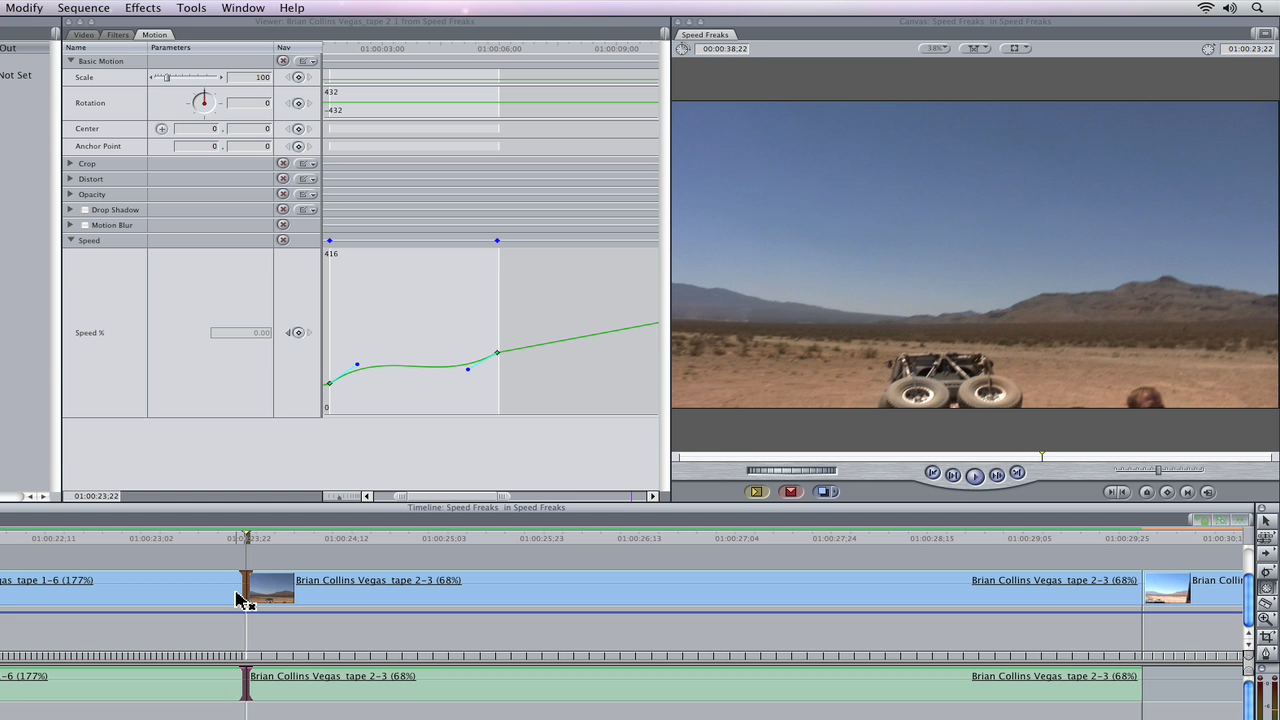 Modify Sequence Effects Tools Window Help
Viewer: Brian Collins Vegas_tape 2 1 from Speed Freaks
Canvas: Speed Freaks in Speed Freaks
Out
Not Set
Video Filters Motion
Speed Freaks
Name Parameters Nav
01:00:03;00 01:00:06;00 01:00:09;00
00:00:38;22 38% 01:00:23;22
Basic Motion
Scale 100
Rotation 0
432
-432
Center 0 , 0
Anchor Point 0 , 0
Crop
Distort
Opacity
Drop Shadow
Motion Blur
Speed
416
Speed % 0.00
0
01:00:23;22
Timeline: Speed Freaks in Speed Freaks
01:00:22;11 01:00:23;02 01:00:23;22 01:00:24;12 01:00:25;03 01:00:25;23 01:00:26;13 01:00:27;04 01:00:27;24 01:00:28;15 01:00:29;05 01:00:29;25 01:00:30;1
as_tape 1-6 (177%) Brian Collins Vegas_tape 2-3 (68%) Brian Collins Vegas_tape 2-3 (68%) Brian Collin
1-6 (177%) Brian Collins Vegas_tape 2-3 (68%) Brian Collins Vegas_tape 2-3 (68%)
-6